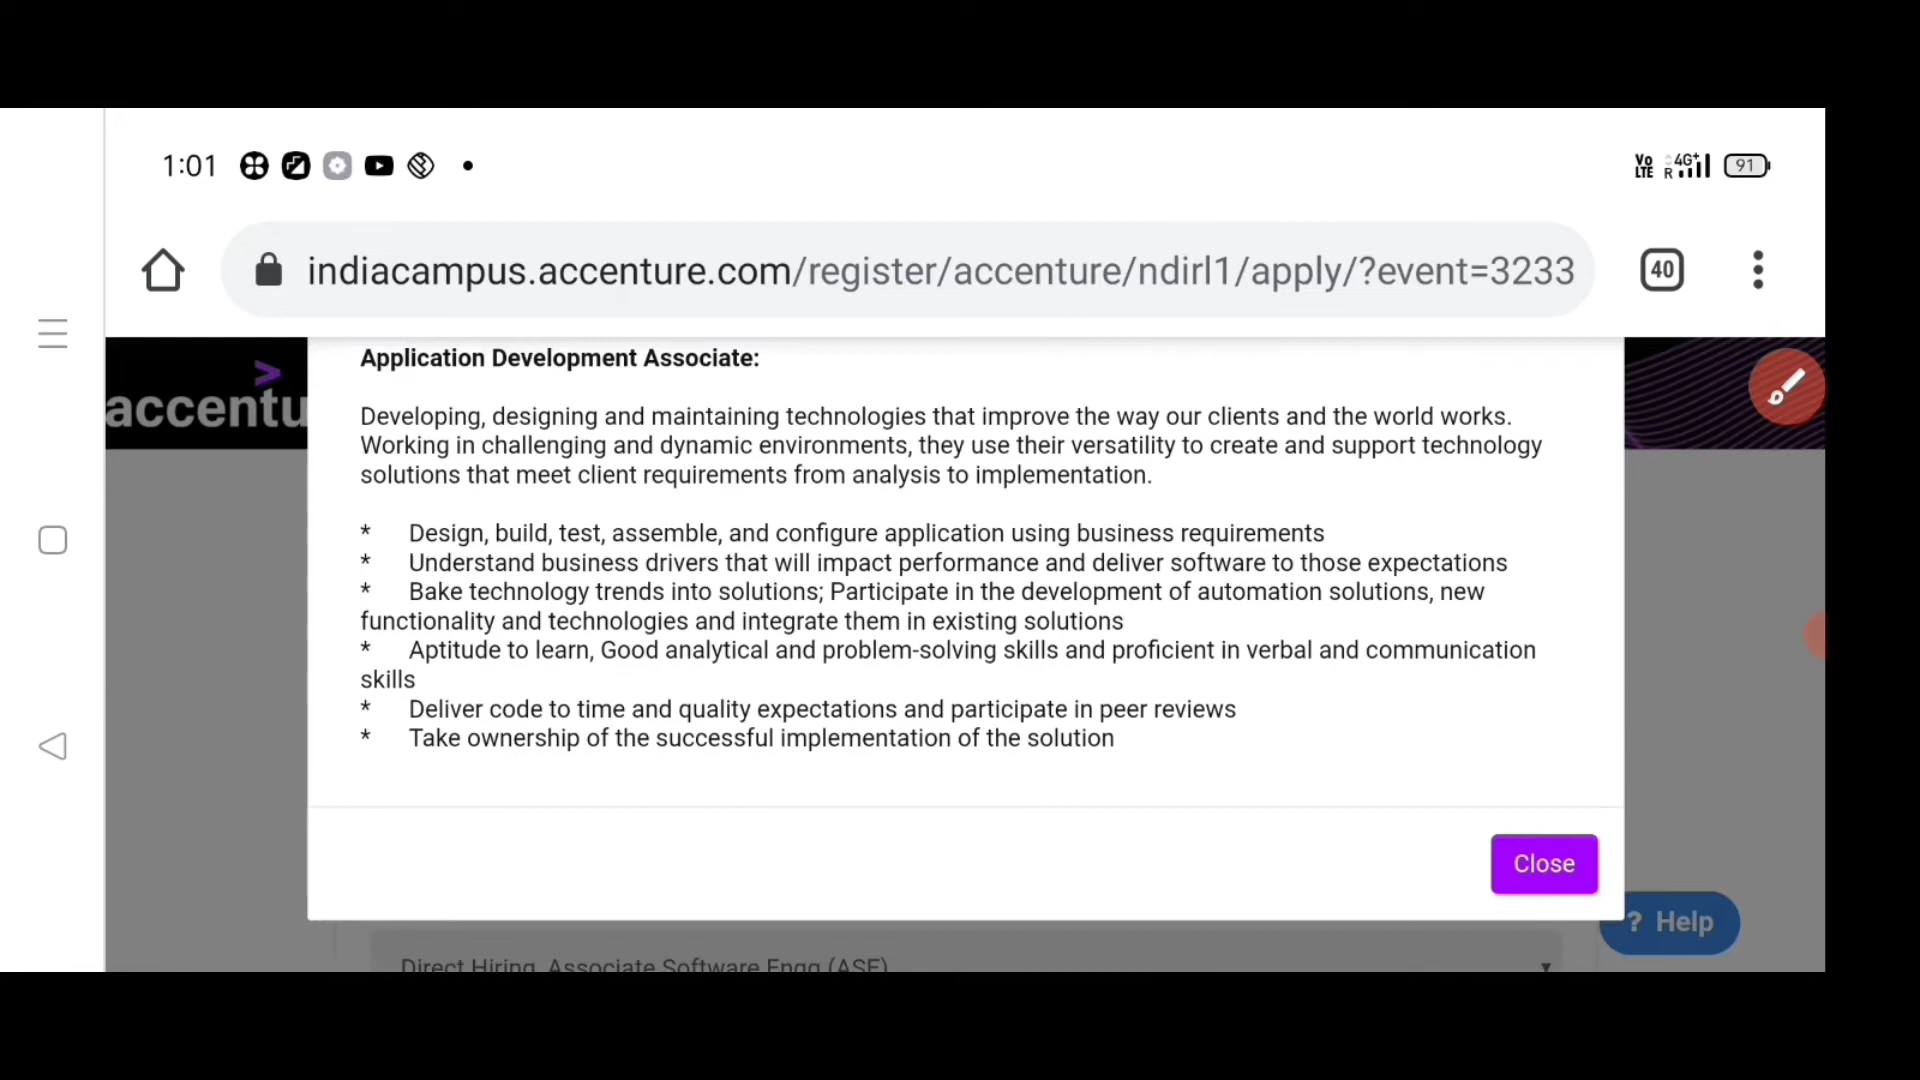 1:01
Vo LTE R 4G+ 91
indiacampus.accenture.com/register/accenture/ndirl1/apply/?event=3233
40
>
accentu
Application Development Associate:
Developing, designing and maintaining technologies that improve the way our clients and the world works.
Working in challenging and dynamic environments, they use their versatility to create and support technology
solutions that meet client requirements from analysis to implementation.
* Design, build, test, assemble, and configure application using business requirements
* Understand business drivers that will impact performance and deliver software to those expectations
* Bake technology trends into solutions; Participate in the development of automation solutions, new
functionality and technologies and integrate them in existing solutions
* Aptitude to learn, Good analytical and problem-solving skills and proficient in verbal and communication
skills
* Deliver code to time and quality expectations and participate in peer reviews
* Take ownership of the successful implementation of the solution
Close
? Help
Direct Hiring, Associate Software Engg (ASE)